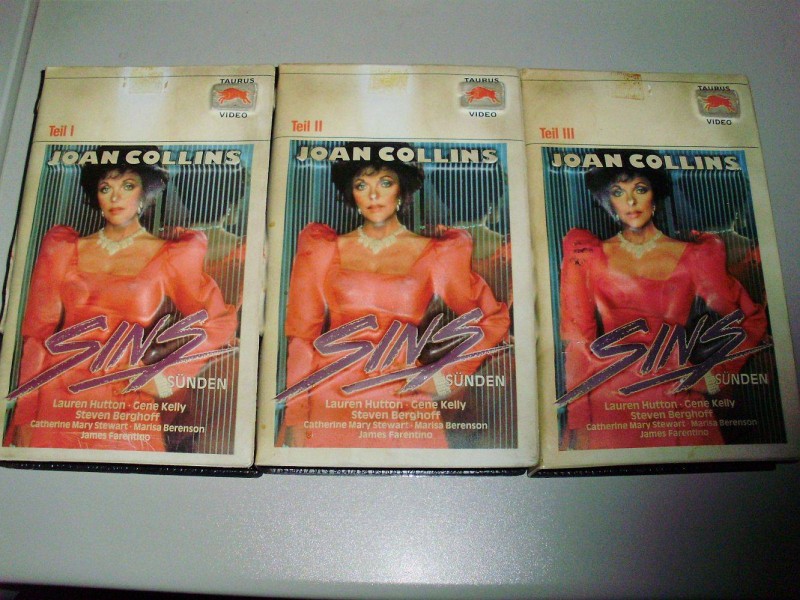 TAURUS
VIDEO
Teil I
JOAN COLLINS
SINS
SÜNDEN
Lauren Hutton · Gene Kelly
Steven Berghoff
Catherine Mary Stewart · Marisa Berenson
James Farentino
TAURUS
VIDEO
Teil II
JOAN COLLINS
SINS
SÜNDEN
Lauren Hutton · Gene Kelly
Steven Berghoff
Catherine Mary Stewart · Marisa Berenson
James Farentino
TAURUS
VIDEO
Teil III
JOAN COLLINS
SINS
SÜNDEN
Lauren Hutton · Gene Kelly
Steven Berghoff
Catherine Mary Stewart · Marisa Berenson
James Farentino